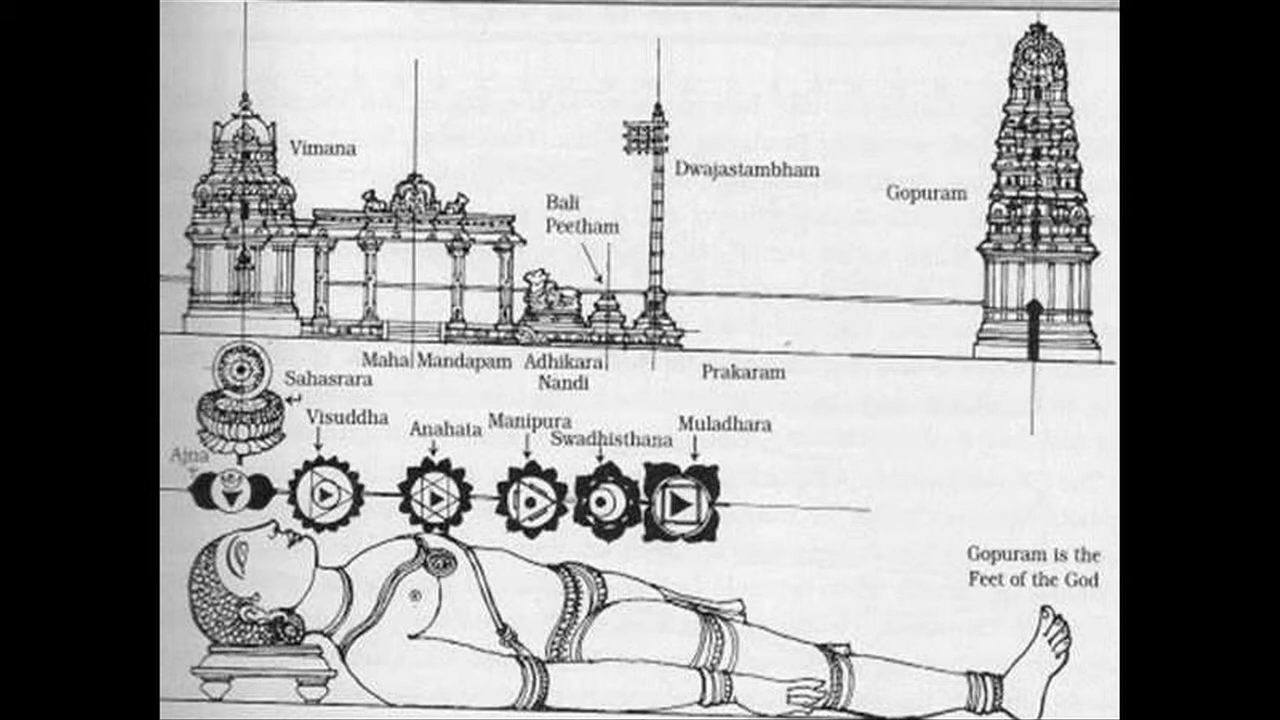 Vimana
Dwajastambham
Gopuram
Bali
Peetham
Maha Mandapam
Adhikara
Nandi
Prakaram
Sahasrara
Visuddha
Anahata
Manipura
Swadhisthana
Muladhara
Ajna
Gopuram is the
Feet of the God